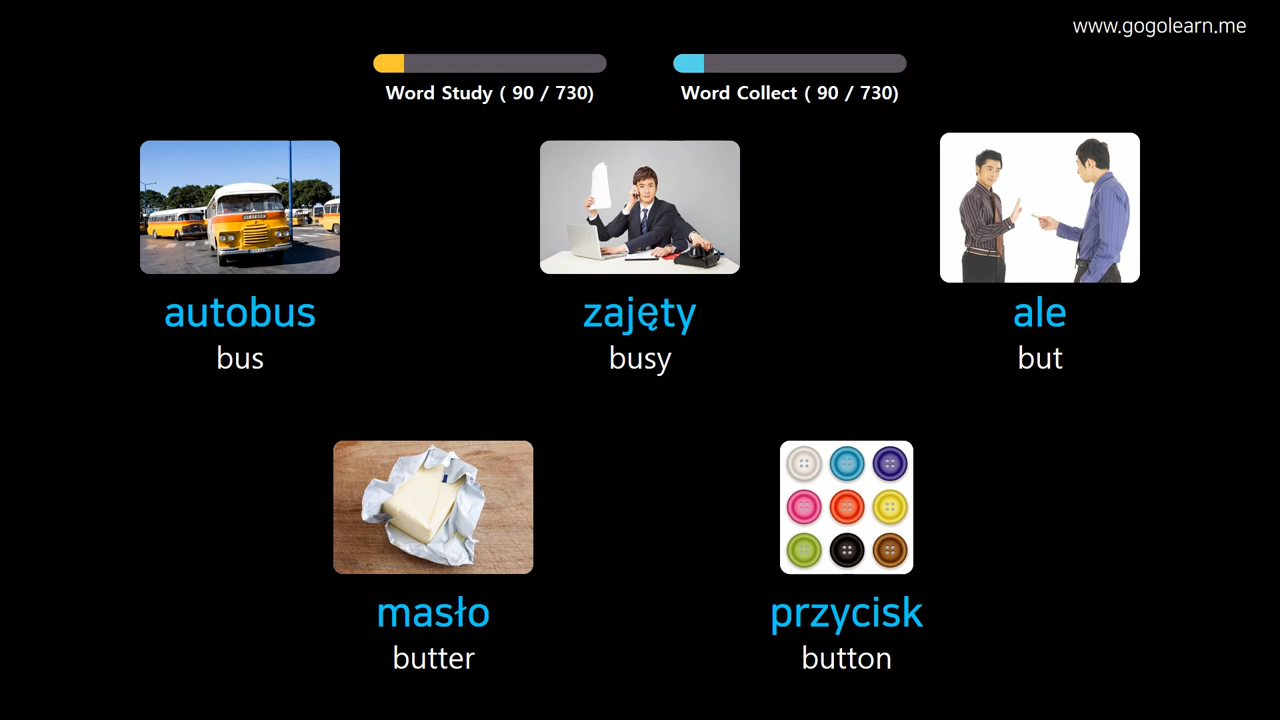 www.gogolearn.me
Word Study ( 90 / 730)
Word Collect ( 90 / 730)
autobus
bus
zajęty
busy
ale
but
masło
butter
przycisk
button